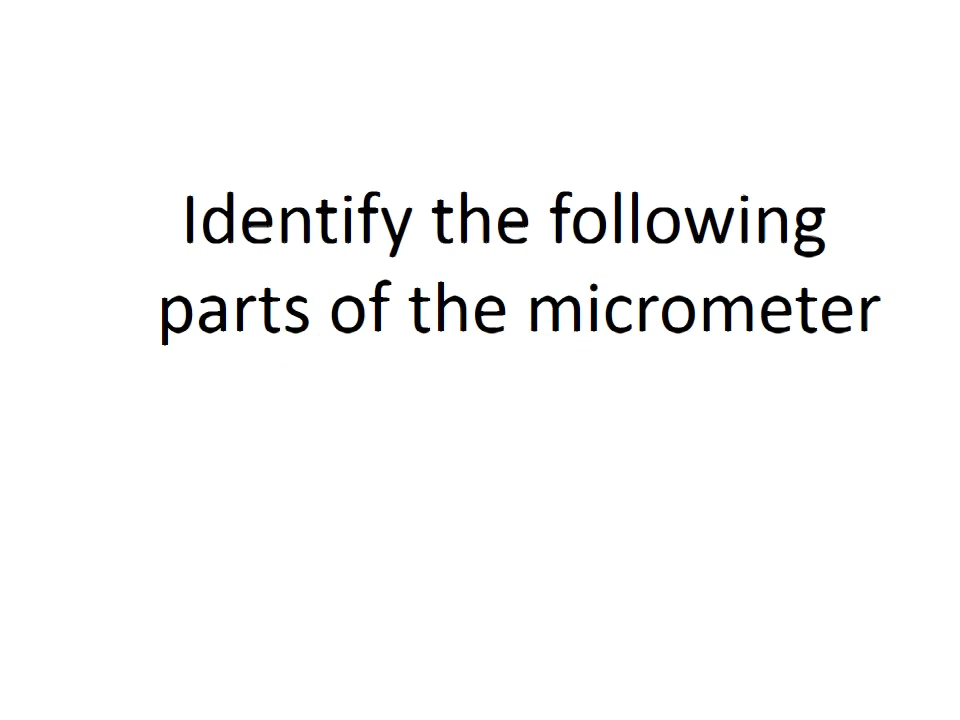 Identify the following
parts of the micrometer